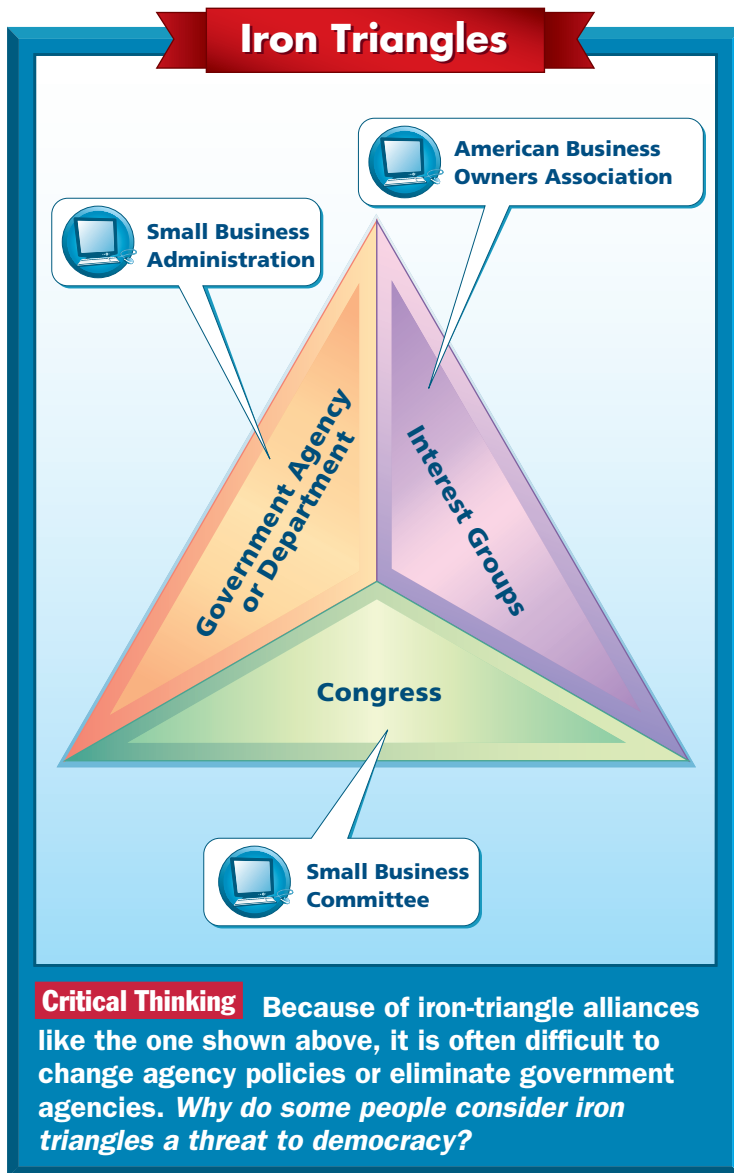 Iron Triangles
American Business
Owners Association
Small Business
Administration
Government Agency
or Department
Interest Groups
Congress
Small Business
Committee
Critical Thinking Because of iron-triangle alliances
like the one shown above, it is often difficult to
change agency policies or eliminate government
agencies. Why do some people consider iron
triangles a threat to democracy?